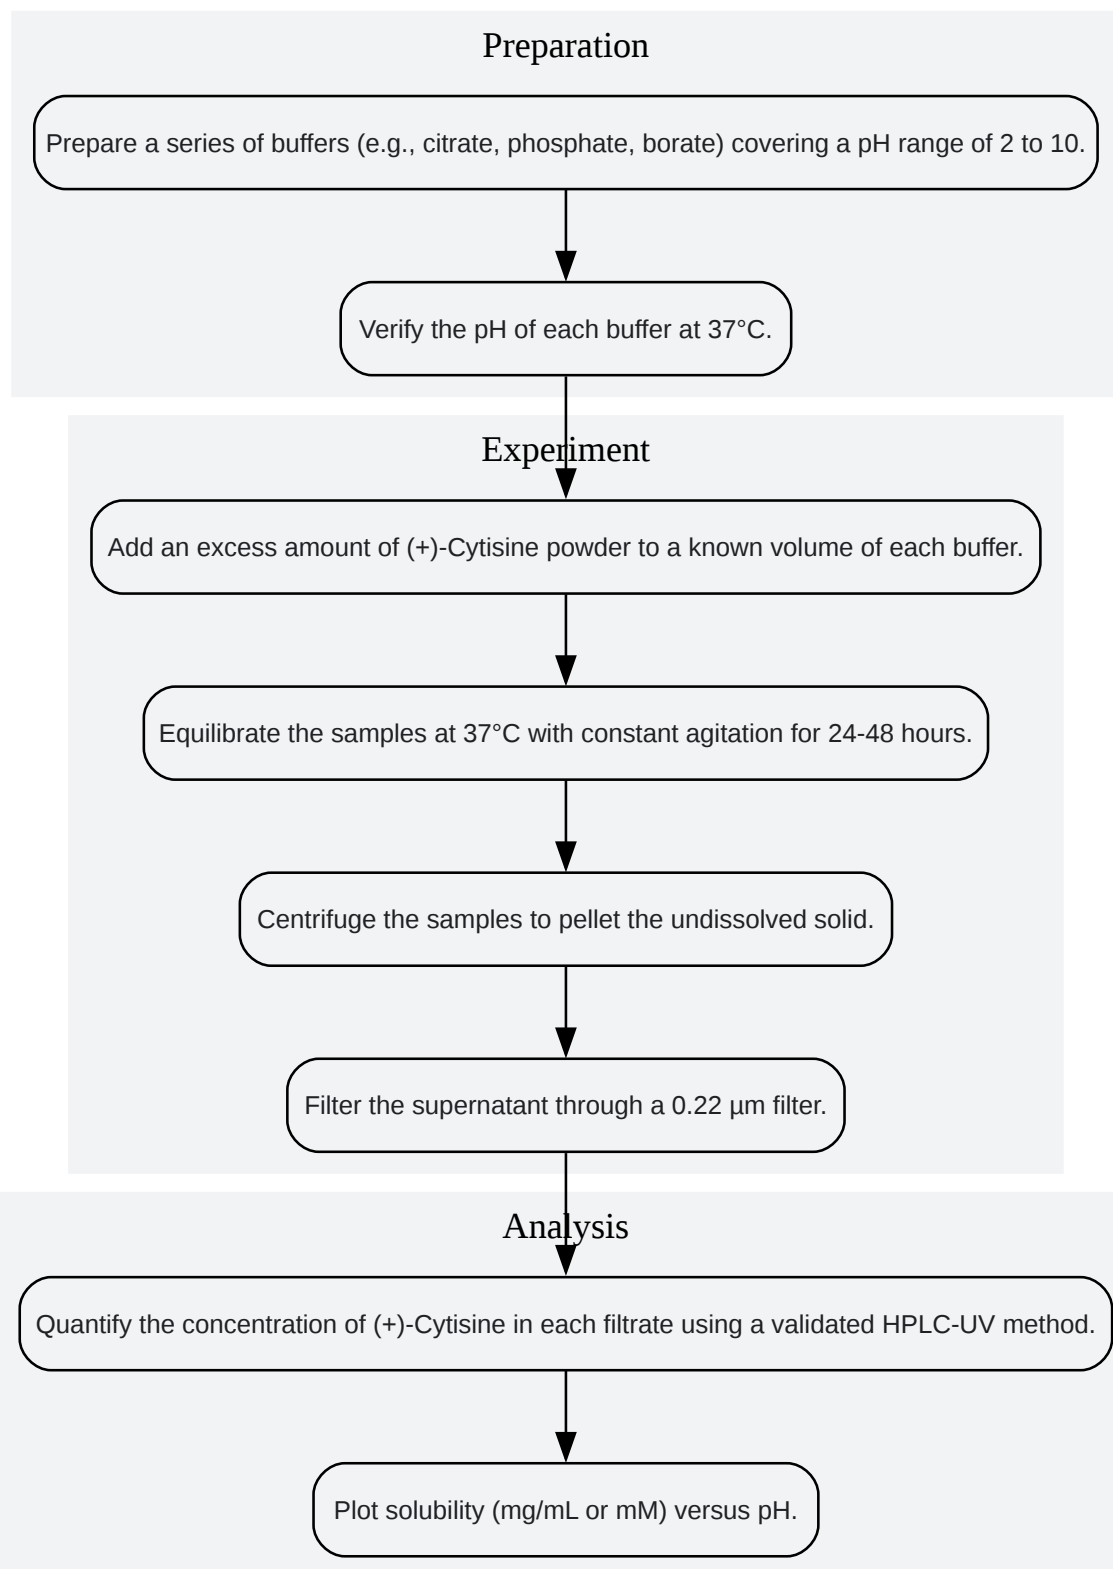 Preparation
Prepare a series of buffers (e.g., citrate, phosphate, borate) covering a pH range of 2 to 10.
Verify the pH of each buffer at 37°C.
Experiment
Add an excess amount of (+)-Cytisine powder to a known volume of each buffer.
Equilibrate the samples at 37°C with constant agitation for 24-48 hours.
Centrifuge the samples to pellet the undissolved solid.
Filter the supernatant through a 0.22 µm filter.
Analysis
Quantify the concentration of (+)-Cytisine in each filtrate using a validated HPLC-UV method.
Plot solubility (mg/mL or mM) versus pH.